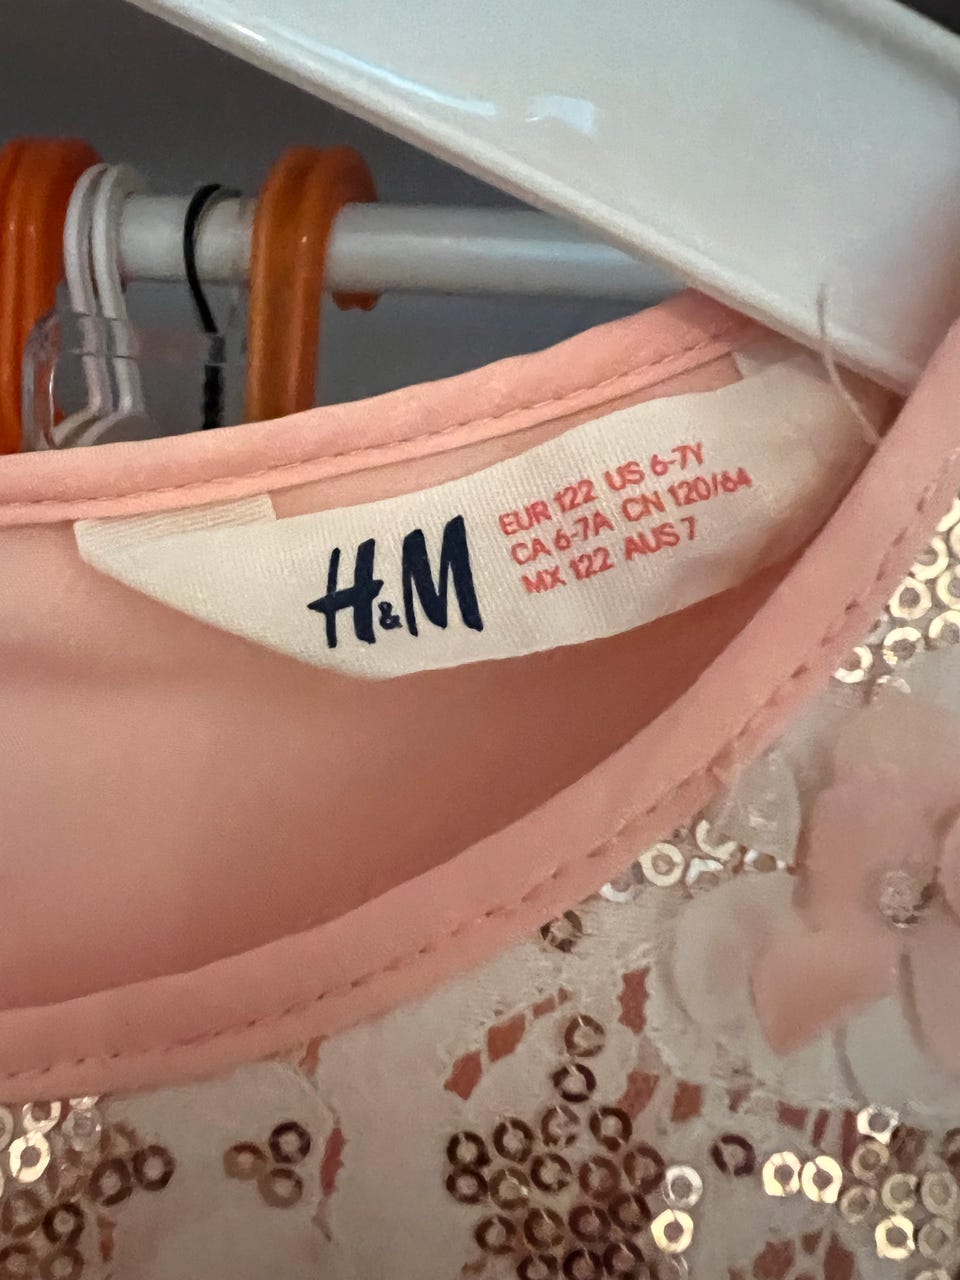 H&M
EUR 122 US 6-7Y
CA 6-7A CN 120/64
MX 122 AUS 7